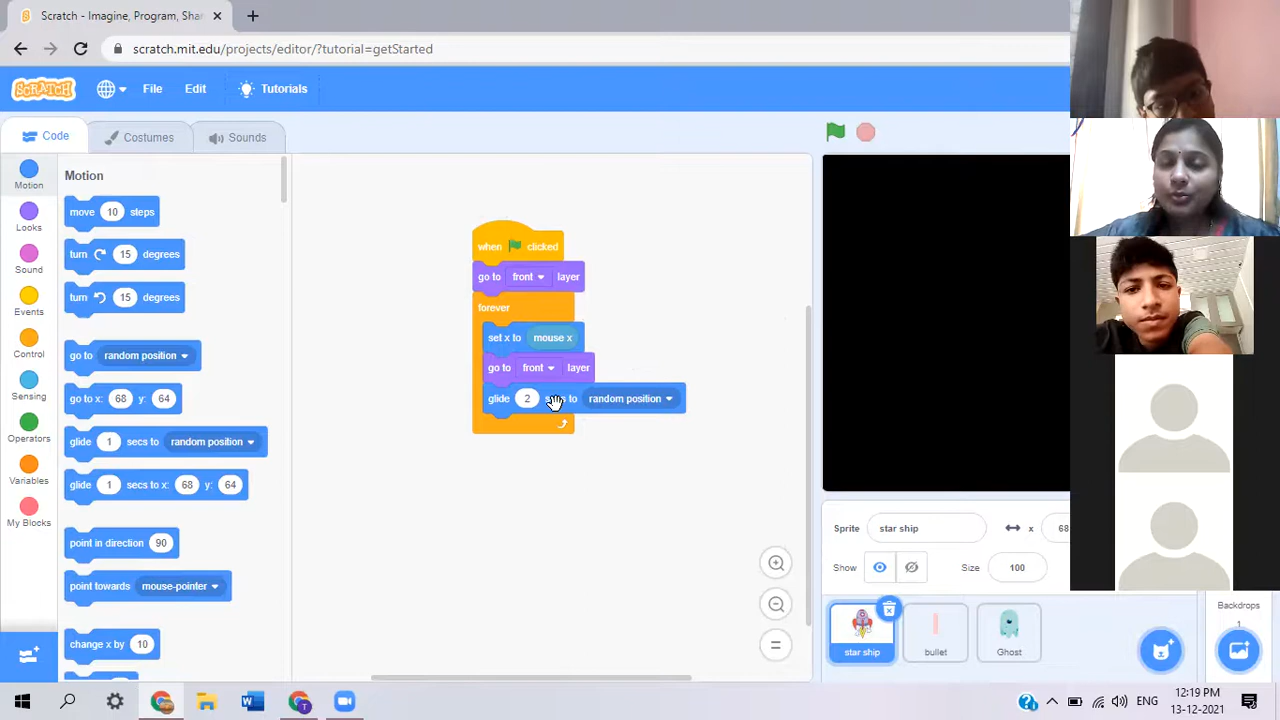 Scratch - Imagine, Program, Sha
scratch.mit.edu/projects/editor/?tutorial=getStarted
SCRATCH
File
Edit
Tutorials
Code
Costumes
Sounds
Motion
Looks
Sound
Events
Control
Sensing
Operators
Variables
My Blocks
Motion
move 10 steps
turn 15 degrees
turn 15 degrees
go to random position
go to x: 68 y: 64
glide 1 secs to random position
glide 1 secs to x: 68 y: 64
point in direction 90
point towards mouse-pointer
change x by 10
when clicked
go to front layer
forever
set x to mouse x
go to front layer
glide 2 to random position
Sprite star ship x 68
Show Size 100
star ship
bullet
Ghost
Backdrops
1
ENG
12:19 PM
13-12-2021